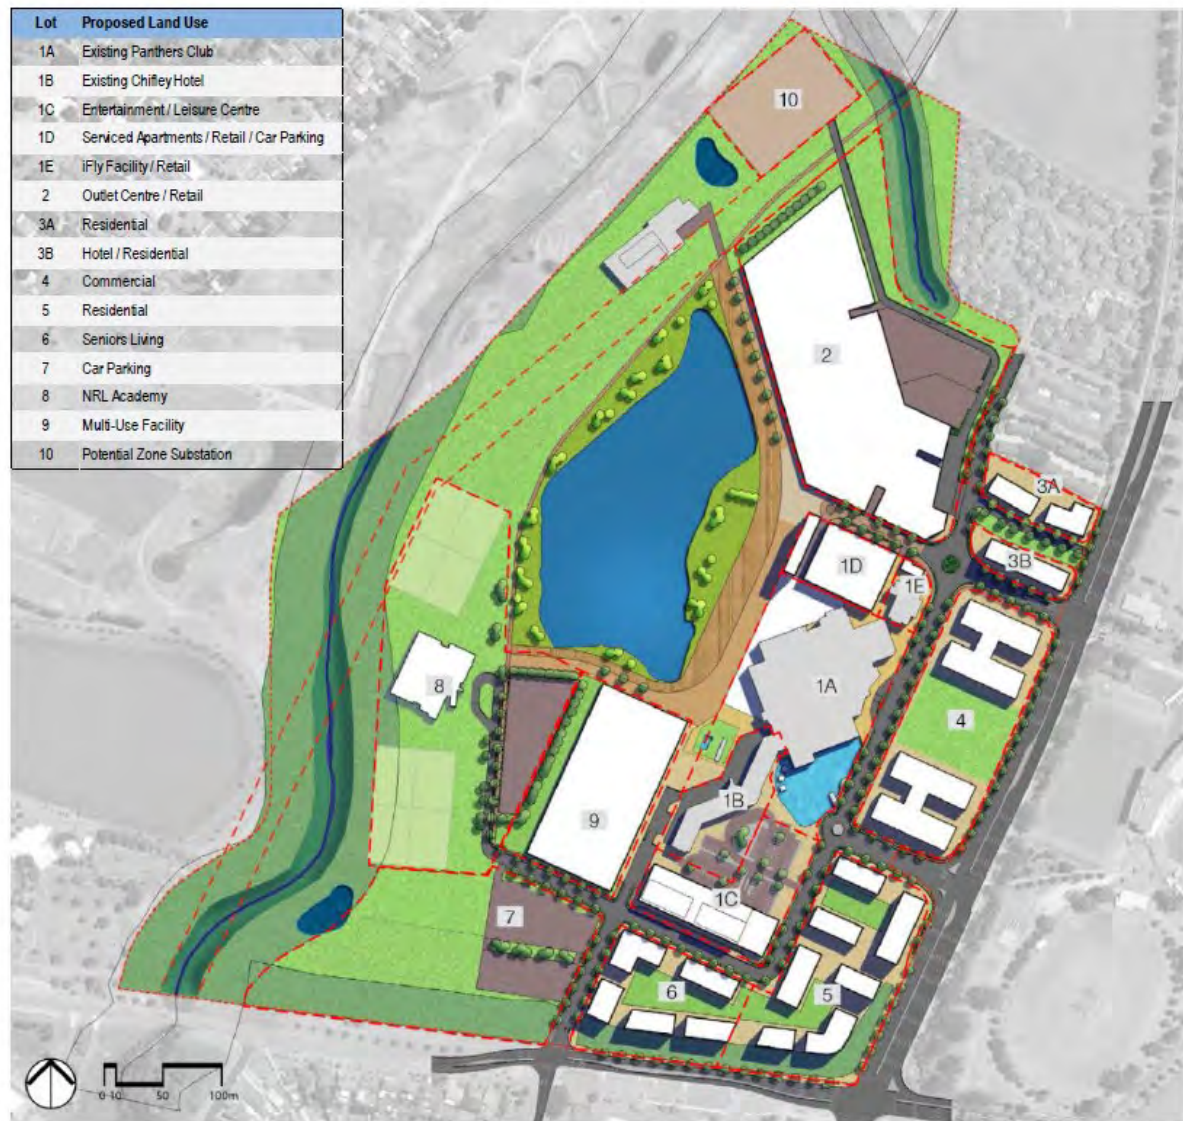 Lot Proposed Land Use
1A Existing Panthers Club
1B Existing Chifley Hotel
1C Entertainment / Leisure Centre
1D Serviced Apartments / Retail / Car Parking
1E iFly Facility / Retail
2 Outlet Centre / Retail
3A Residential
3B Hotel / Residential
4 Commercial
5 Residential
6 Seniors Living
7 Car Parking
8 NRL Academy
9 Multi-Use Facility
10 Potential Zone Substation
10
2
3A
3B
1D
1E
1A
8
4
1B
9
1C
7
6
5
0 10 50 100m